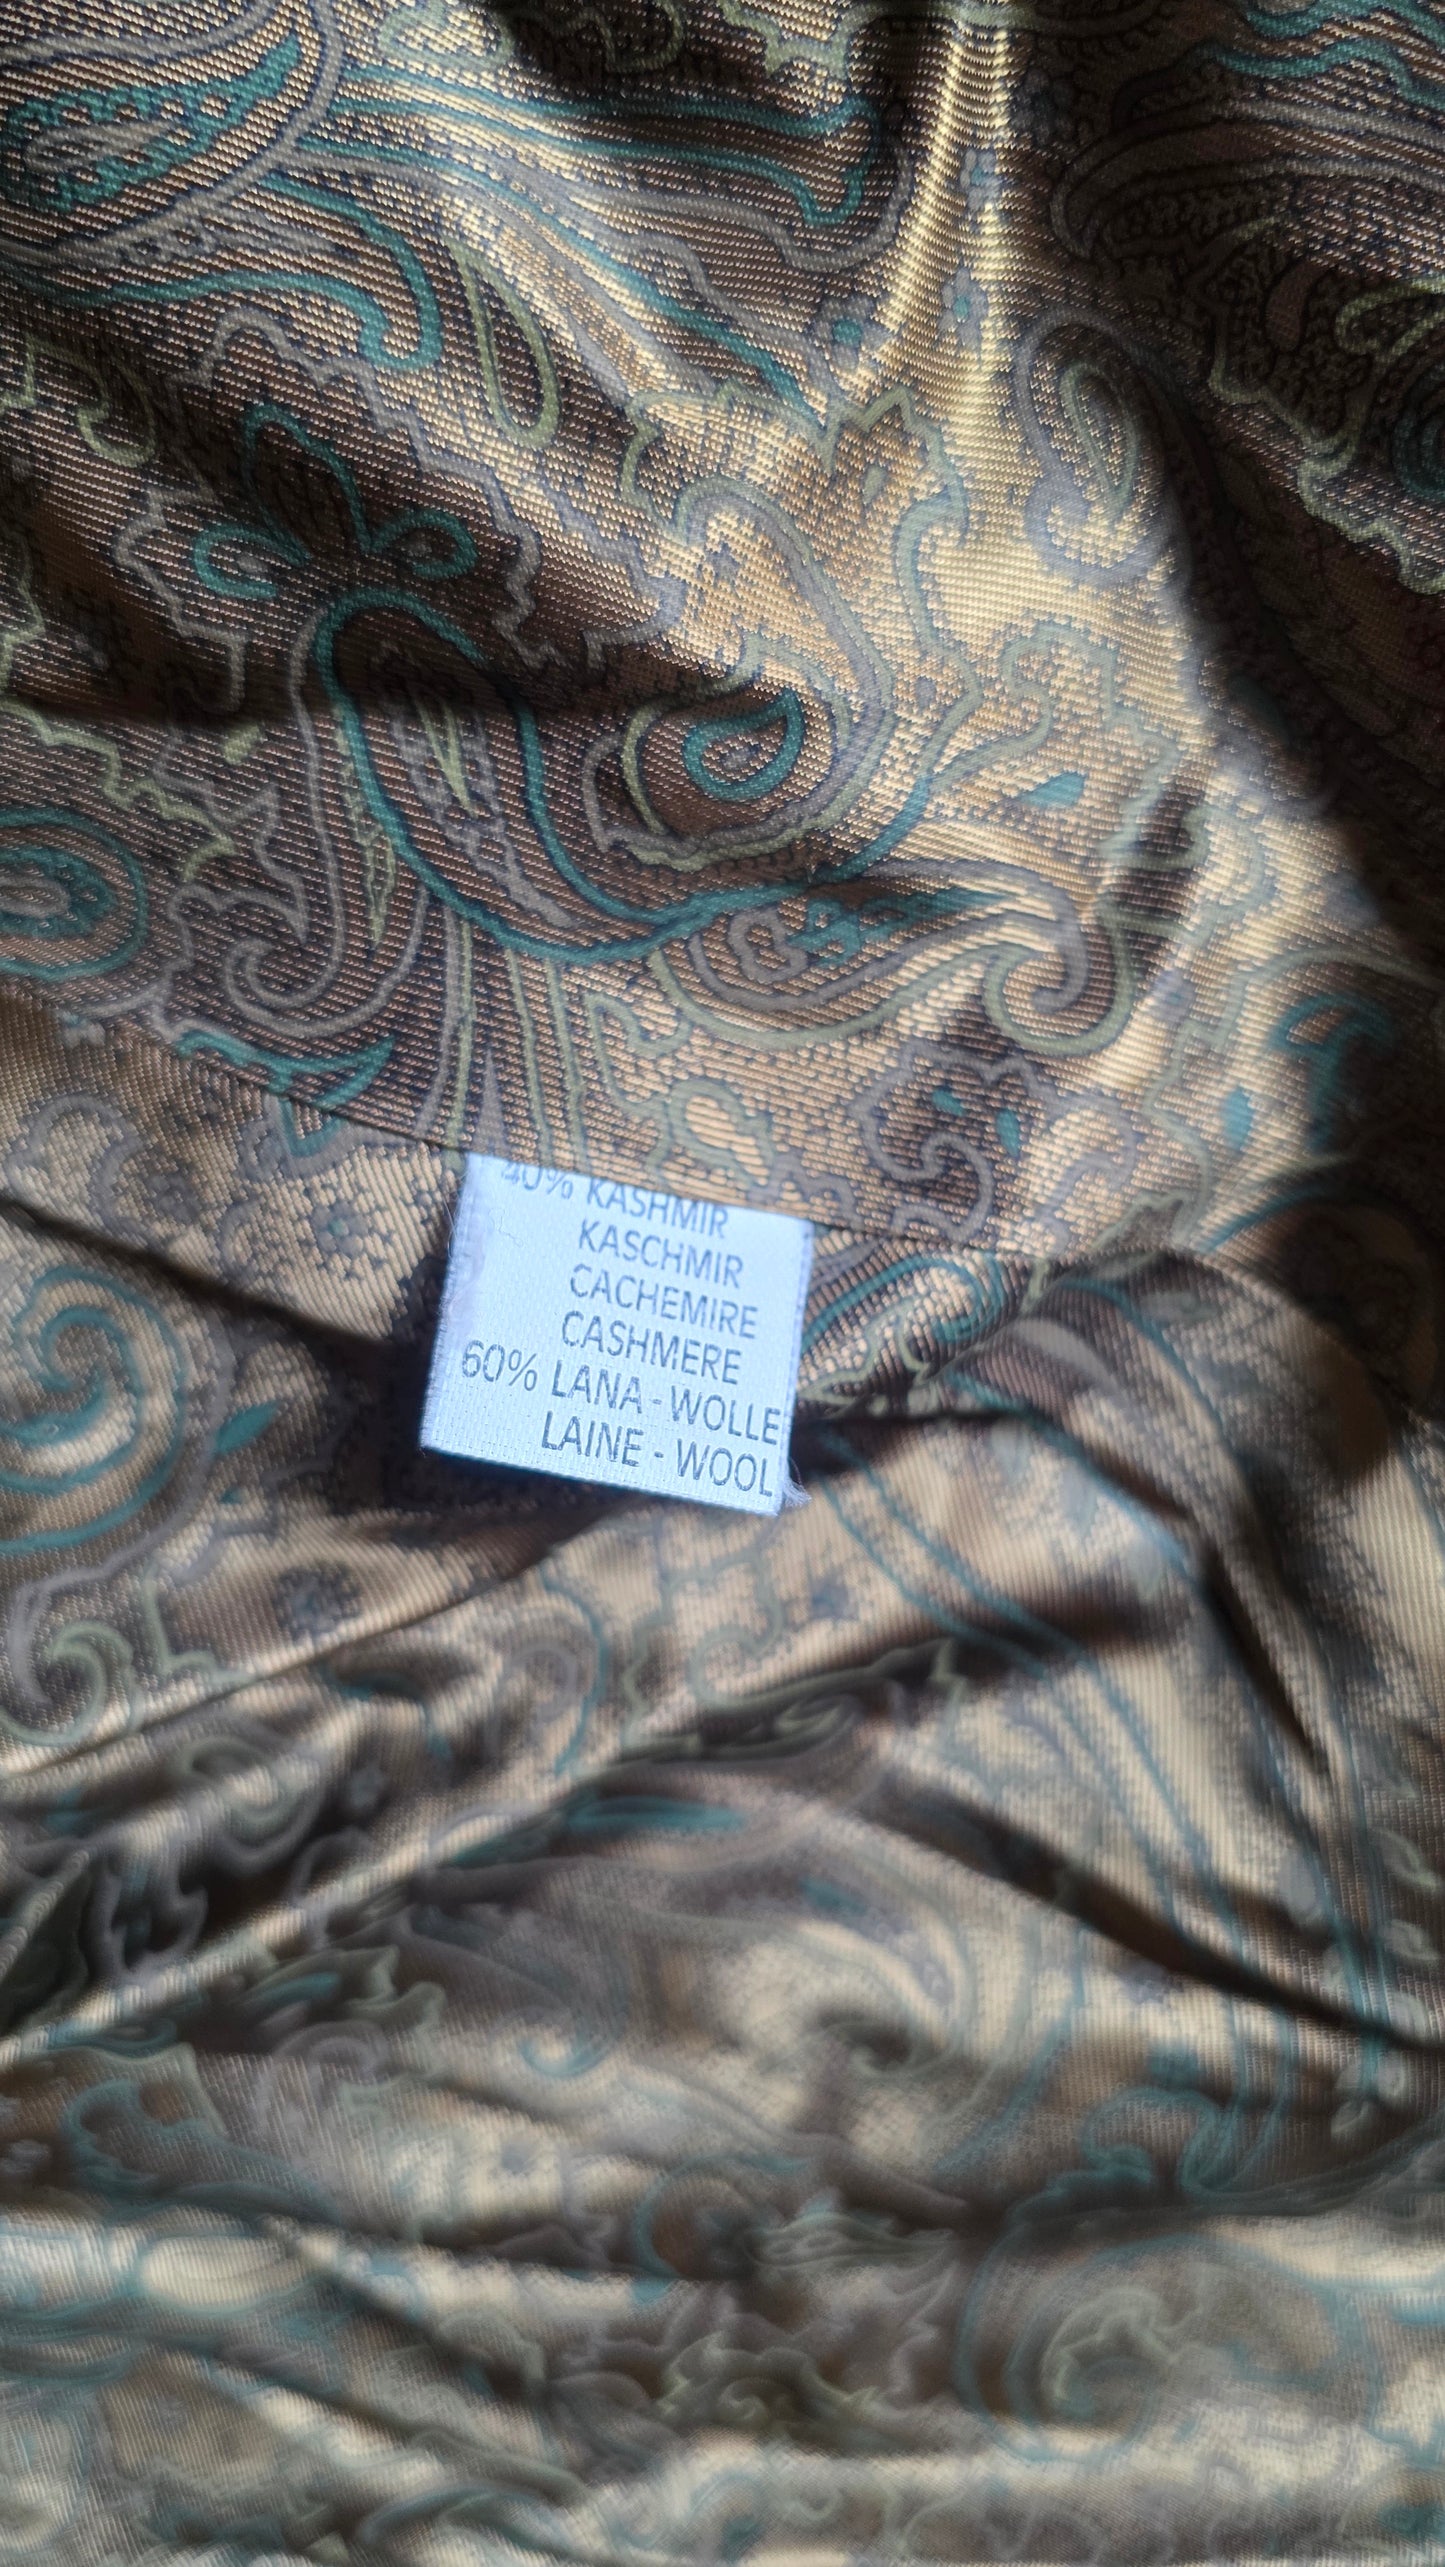 40% KASHMIR
KASCHMIR
CACHEMIRE
CASHMERE
60% LANA - WOLLE
LAINE - WOOL